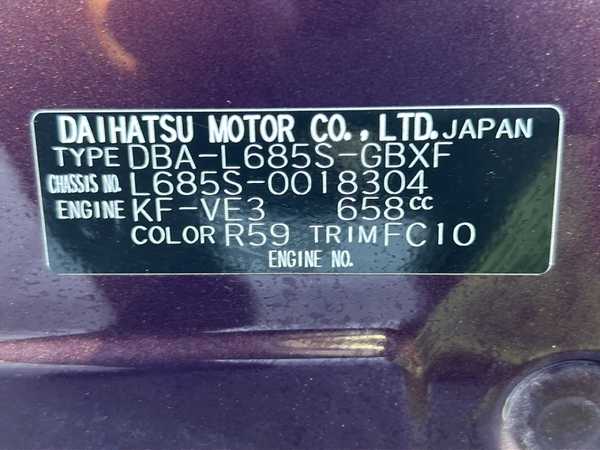 DAIHATSU MOTOR CO., LTD. JAPAN
TYPE DBA-L685S-GBXF
CHASSIS NO. L685S-0018304
ENGINE KF-VE3 658cc
COLOR R59 TRIM FC10
ENGINE NO.